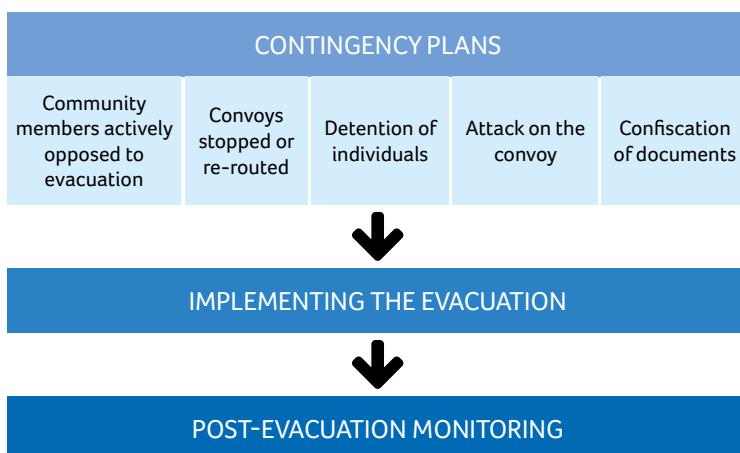 CONTINGENCY PLANS
Community
members actively
opposed to
evacuation
Convoys
stopped or
re-routed
Detention of
individuals
Attack on the
convoy
Confiscation
of documents
IMPLEMENTING THE EVACUATION
POST-EVACUATION MONITORING